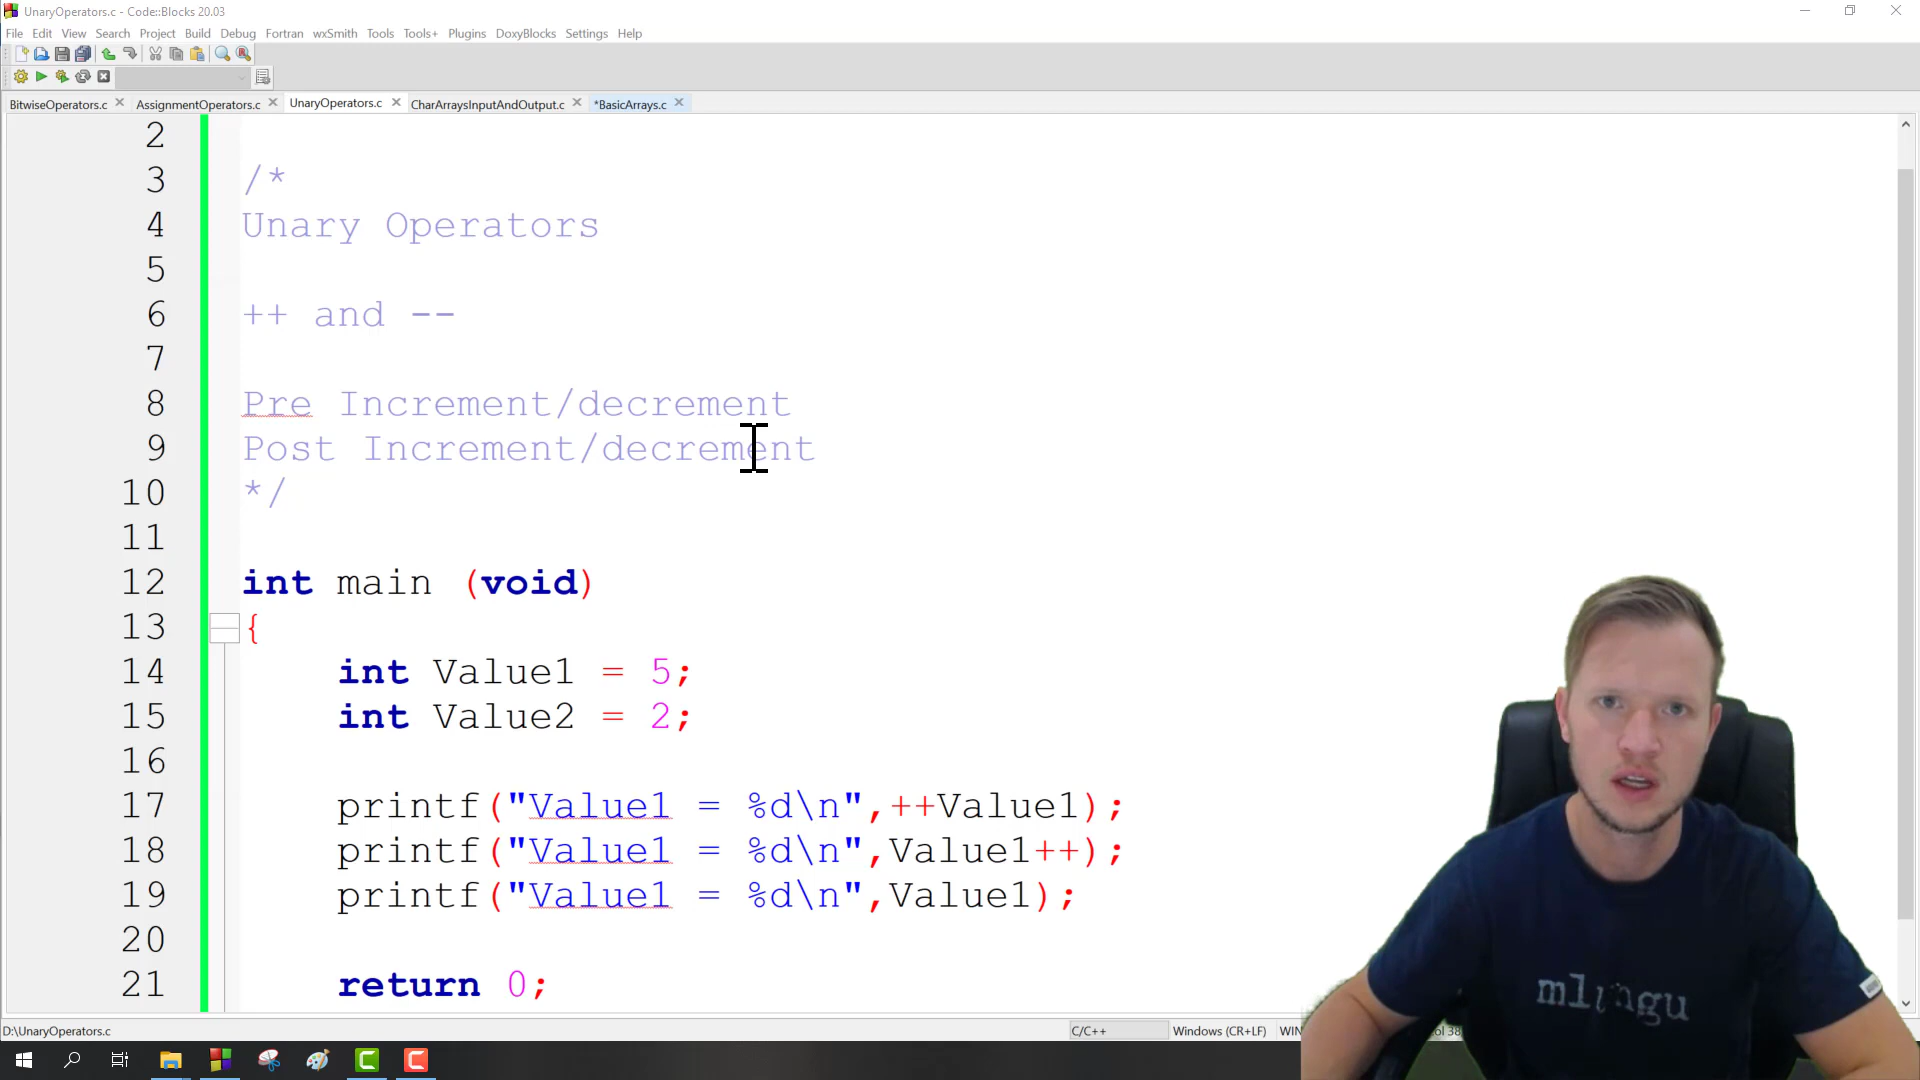 UnaryOperators.c - Code::Blocks 20.03
File Edit View Search Project Build Debug Fortran wxSmith Tools Tools+ Plugins DoxyBlocks Settings Help
BitwiseOperators.c AssignmentOperators.c UnaryOperators.c CharArraysInputAndOutput.c *BasicArrays.c
2
3 /*
4 Unary Operators
5
6 ++ and --
7
8 Pre Increment/decrement
9 Post Increment/decrement
10 */
11
12 int main (void)
13 {
14 int Value1 = 5;
15 int Value2 = 2;
16
17 printf("Value1 = %d\n",++Value1);
18 printf("Value1 = %d\n",Value1++);
19 printf("Value1 = %d\n",Value1);
20
21 return 0;
mlungu
D:\UnaryOperators.c C/C++ Windows (CR+LF)